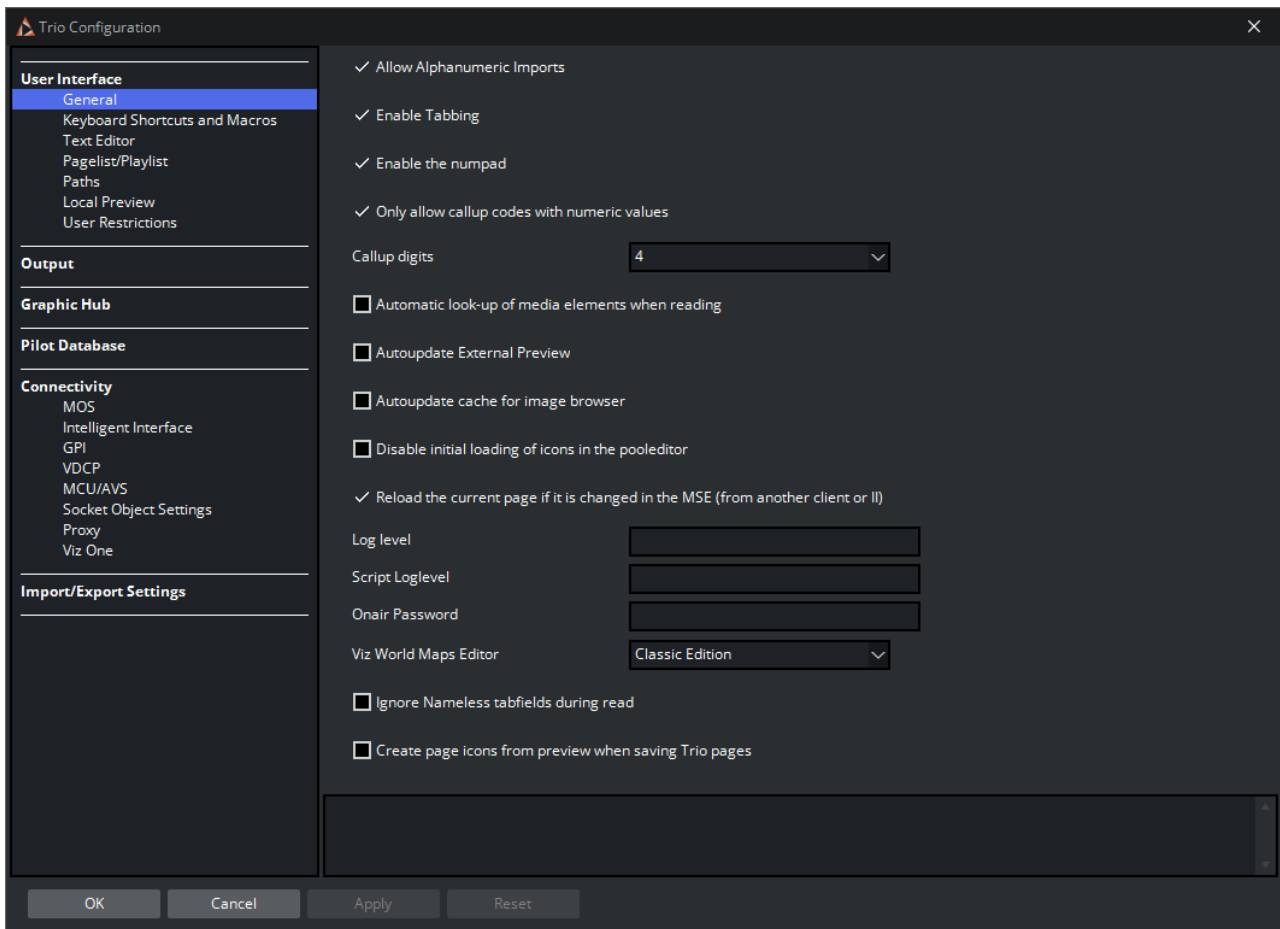 Trio Configuration
User Interface
General
Keyboard Shortcuts and Macros
Text Editor
Pagelist/Playlist
Paths
Local Preview
User Restrictions
Output
Graphic Hub
Pilot Database
Connectivity
MOS
Intelligent Interface
GPI
VDCP
MCU/AVS
Socket Object Settings
Proxy
Viz One
Import/Export Settings
Allow Alphanumeric Imports
Enable Tabbing
Enable the numpad
Only allow callup codes with numeric values
Callup digits 4
Automatic look-up of media elements when reading
Autoupdate External Preview
Autoupdate cache for image browser
Disable initial loading of icons in the pooleditor
Reload the current page if it is changed in the MSE (from another client or II)
Log level
Script Loglevel
Onair Password
Viz World Maps Editor Classic Edition
Ignore Nameless tabfields during read
Create page icons from preview when saving Trio pages
OK Cancel Apply Reset